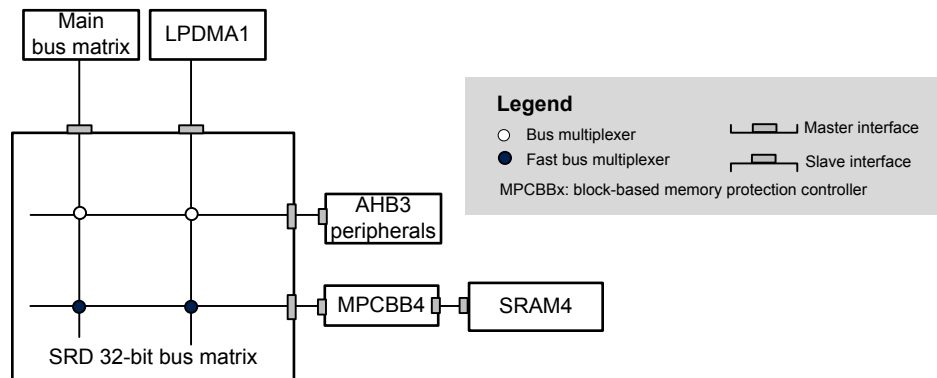 Main
bus matrix
LPDMA1
Legend
Bus multiplexer
Fast bus multiplexer
Master interface
Slave interface
MPCBBx: block-based memory protection controller
AHB3
peripherals
MPCBB4
SRAM4
SRD 32-bit bus matrix